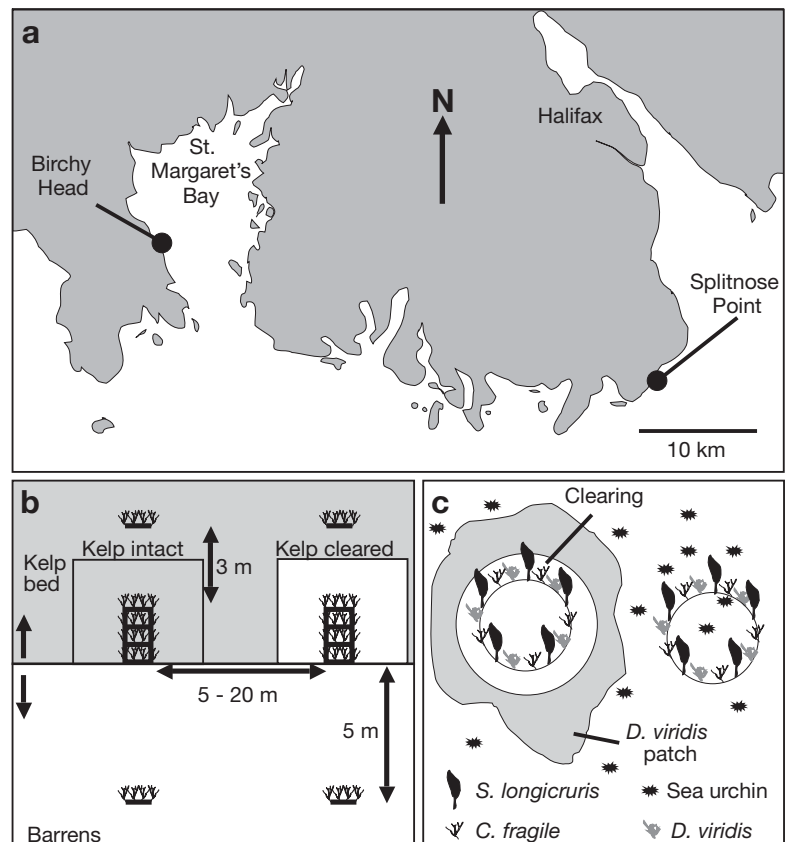 a
N
Halifax
St.
Margaret's
Bay
Birchy
Head
Splitnose
Point
10 km
b
Kelp intact
Kelp cleared
Kelp
bed
3 m
5 - 20 m
5 m
Barrens
c
Clearing
D. viridis
patch
S. longicruris
Sea urchin
C. fragile
D. viridis